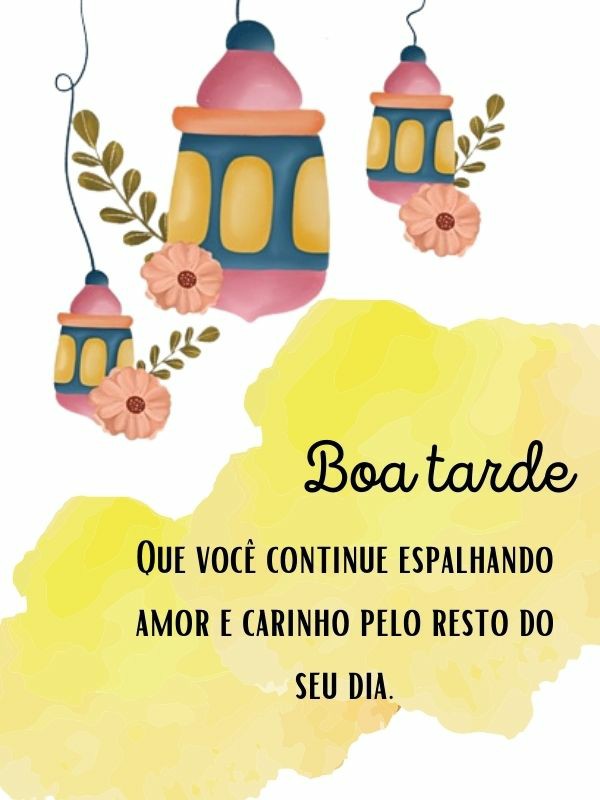 Boa tarde
Que você continue espalhando
amor e carinho pelo resto do
seu dia.